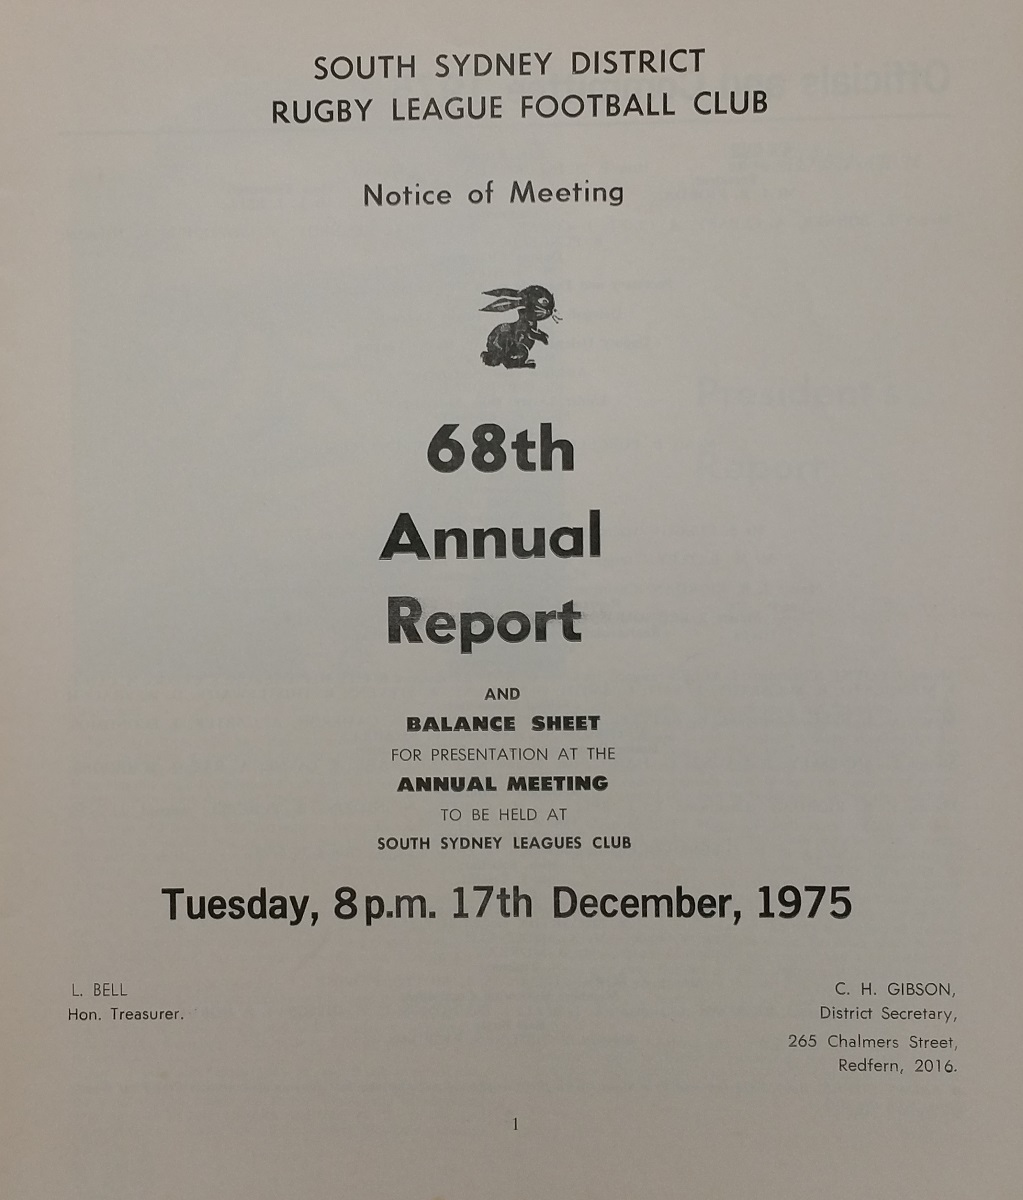 SOUTH SYDNEY DISTRICT
RUGBY LEAGUE FOOTBALL CLUB
Notice of Meeting
68th
Annual
Report
AND
BALANCE SHEET
FOR PRESENTATION AT THE
ANNUAL MEETING
TO BE HELD AT
SOUTH SYDNEY LEAGUES CLUB
Tuesday, 8 p.m. 17th December, 1975
L. BELL
Hon. Treasurer.
C. H. GIBSON,
District Secretary,
265 Chalmers Street,
Redfern, 2016.
1